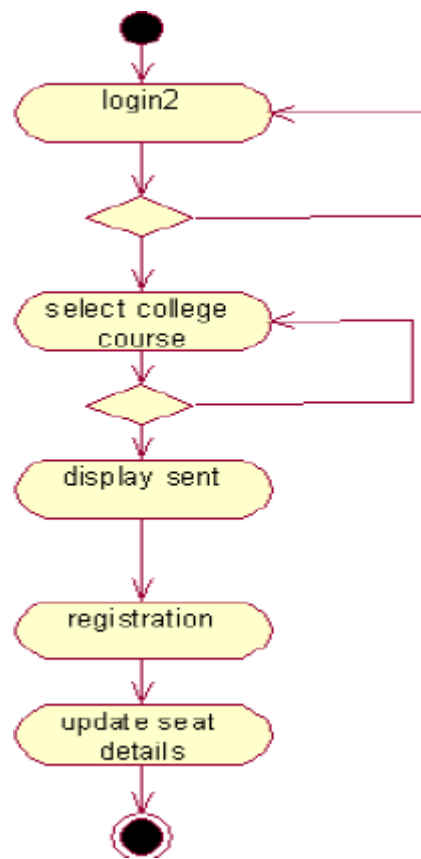 login2
select college
course
display sent
registration
update seat
details